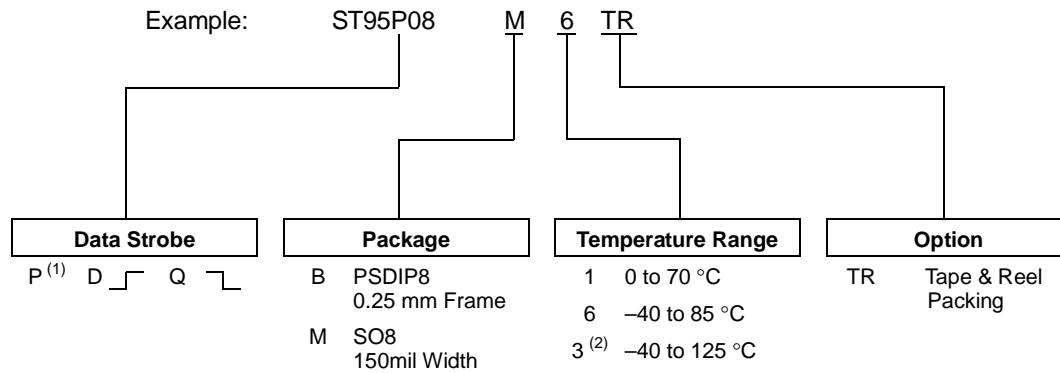 Example: ST95P08 M 6 TR
Data Strobe
P (1) D Q
Package
B PSDIP8
0.25 mm Frame
M SO8
150mil Width
Temperature Range
1 0 to 70 °C
6 –40 to 85 °C
3 (2) –40 to 125 °C
Option
TR Tape & Reel
Packing